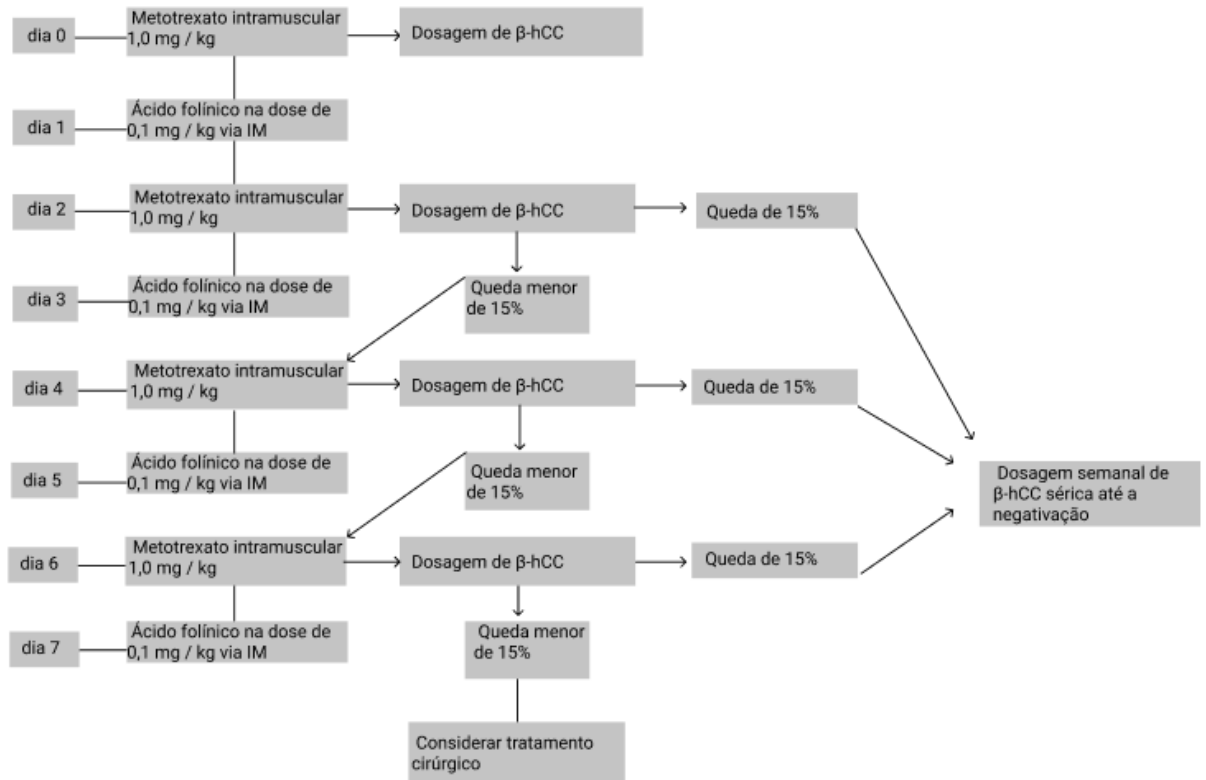 dia 0
Metotrexato intramuscular
1,0 mg / kg
Dosagem de β-hCC
dia 1
Ácido folínico na dose de
0,1 mg / kg via IM
dia 2
Metotrexato intramuscular
1,0 mg / kg
Dosagem de β-hCC
Queda de 15%
dia 3
Ácido folínico na dose de
0,1 mg / kg via IM
Queda menor
de 15%
dia 4
Metotrexato intramuscular
1,0 mg / kg
Dosagem de β-hCC
Queda de 15%
dia 5
Ácido folínico na dose de
0,1 mg / kg via IM
Queda menor
de 15%
Dosagem semanal de
β-hCC sérica até a
negativação
dia 6
Metotrexato intramuscular
1,0 mg / kg
Dosagem de β-hCC
Queda de 15%
dia 7
Ácido folínico na dose de
0,1 mg / kg via IM
Queda menor
de 15%
Considerar tratamento
cirúrgico